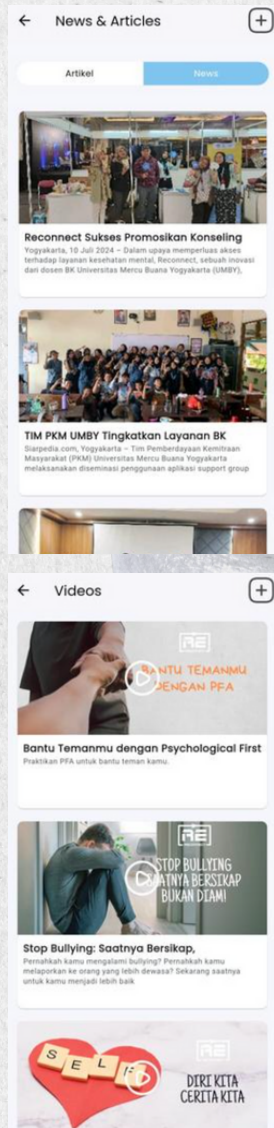 News & Articles
Artikel
News
Reconnect Sukses Promosikan Konseling
Yogyakarta, 10 Juli 2024 – Dalam upaya memperluas akses
terhadap layanan kesehatan mental, Reconnect, sebuah inovasi
dari dosen BK Universitas Mercu Buana Yogyakarta (UMBY),
TIM PKM UMBY Tingkatkan Layanan BK
Siarpedia.com, Yogyakarta – Tim Pemberdayaan Kemitraan
Masyarakat (PKM) Universitas Mercu Buana Yogyakarta
melaksanakan diseminasi penggunaan aplikasi support group
Videos
RE
BANTU TEMANMU
DENGAN PFA
Bantu Temanmu dengan Psychological First
Praktikan PFA untuk bantu teman kamu.
RE
STOP BULLYING
SAATNYA BERSIKAP
BUKAN DIAM!
Stop Bullying: Saatnya Bersikap,
Pernahkah kamu mengalami bullying? Pernahkah kamu
melaporkan ke orang yang lebih dewasa? Sekarang saatnya
untuk kamu menjadi lebih baik
RE
SELF
DIRI KITA
CERITA KITA